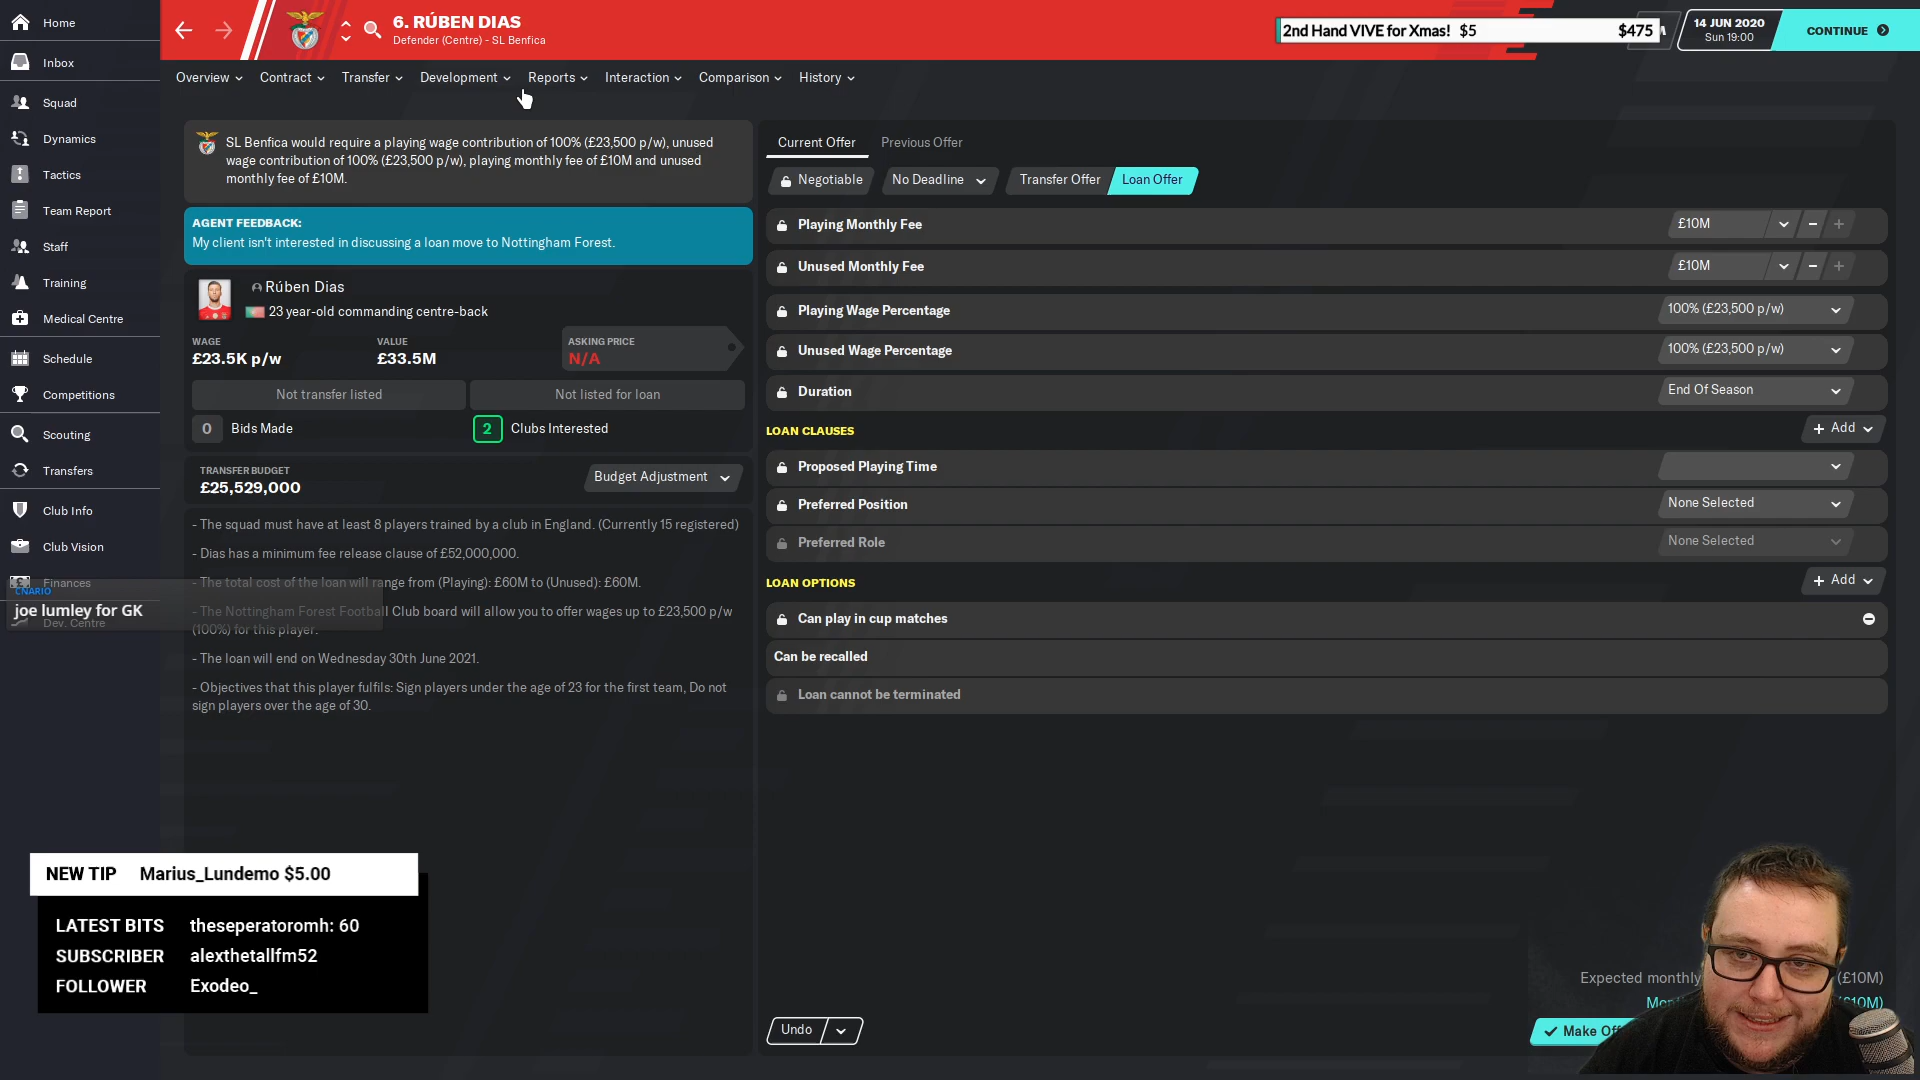 Home
Inbox
Squad
Dynamics
Tactics
Team Report
Staff
Training
Medical Centre
Schedule
Competitions
Scouting
Transfers
Club Info
Club Vision
Finances
Dev. Centre
CNARIO
joe lumley for GK
6. RÚBEN DIAS
Defender (Centre) - SL Benfica
2nd Hand VIVE for Xmas! $5 $475
14 JUN 2020
Sun 19:00
CONTINUE
Overview Contract Transfer Development Reports Interaction Comparison History
SL Benfica would require a playing wage contribution of 100% (£23,500 p/w), unused
wage contribution of 100% (£23,500 p/w), playing monthly fee of £10M and unused
monthly fee of £10M.
AGENT FEEDBACK:
My client isn't interested in discussing a loan move to Nottingham Forest.
Rúben Dias
23 year-old commanding centre-back
WAGE VALUE ASKING PRICE
£23.5K p/w £33.5M N/A
Not transfer listed Not listed for loan
0 Bids Made 2 Clubs Interested
TRANSFER BUDGET
£25,529,000
Budget Adjustment
- The squad must have at least 8 players trained by a club in England. (Currently 15 registered)
- Dias has a minimum fee release clause of £52,000,000.
- The total cost of the loan will range from (Playing): £60M to (Unused): £60M.
- The Nottingham Forest Football Club board will allow you to offer wages up to £23,500 p/w
(100%) for this player.
- The loan will end on Wednesday 30th June 2021.
- Objectives that this player fulfils: Sign players under the age of 23 for the first team, Do not
sign players over the age of 30.
Current Offer Previous Offer
Negotiable No Deadline Transfer Offer Loan Offer
Playing Monthly Fee £10M
Unused Monthly Fee £10M
Playing Wage Percentage 100% (£23,500 p/w)
Unused Wage Percentage 100% (£23,500 p/w)
Duration End Of Season
LOAN CLAUSES + Add
Proposed Playing Time
Preferred Position None Selected
Preferred Role None Selected
LOAN OPTIONS + Add
Can play in cup matches
Can be recalled
Loan cannot be terminated
Expected monthly (£10M)
Undo
NEW TIP Marius_Lundemo $5.00
LATEST BITS theseperatoromh: 60
SUBSCRIBER alexthetallfm52
FOLLOWER Exodeo_
Make